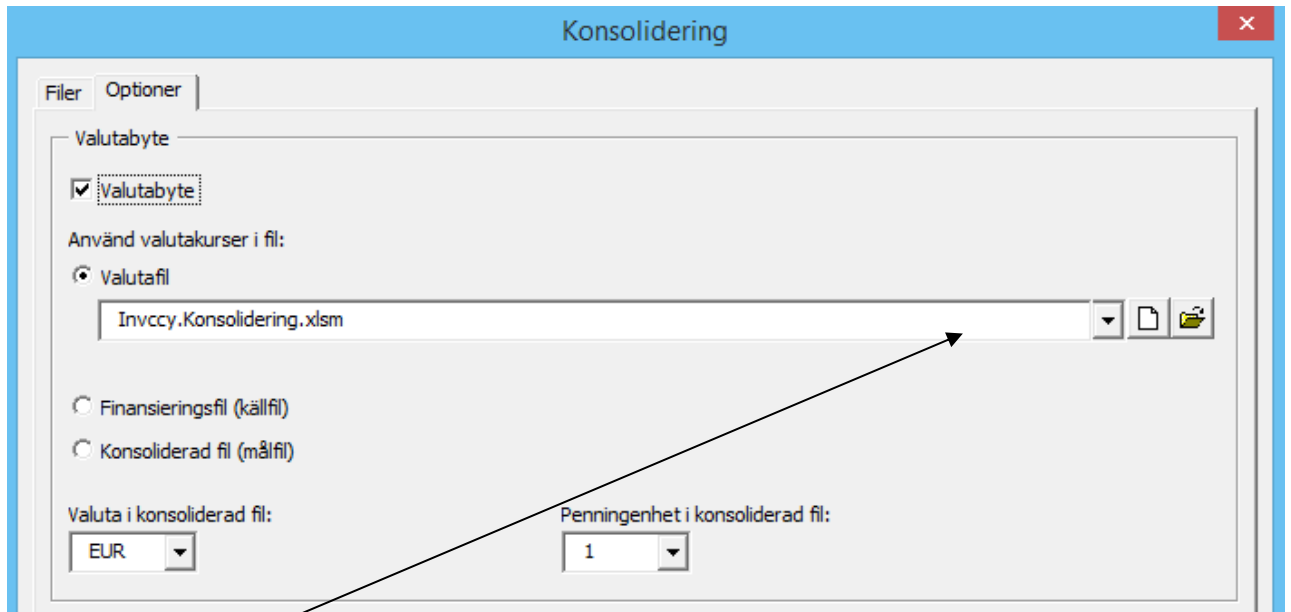 Konsolidering
Filer Optioner
Valutabyte
Valutabyte
Använd valutakurser i fil:
Valutafil
Invccy.Konsolidering.xlsm
Finansieringsfil (källfil)
Konsoliderad fil (målfil)
Valuta i konsoliderad fil: Penningenhet i konsoliderad fil:
EUR 1